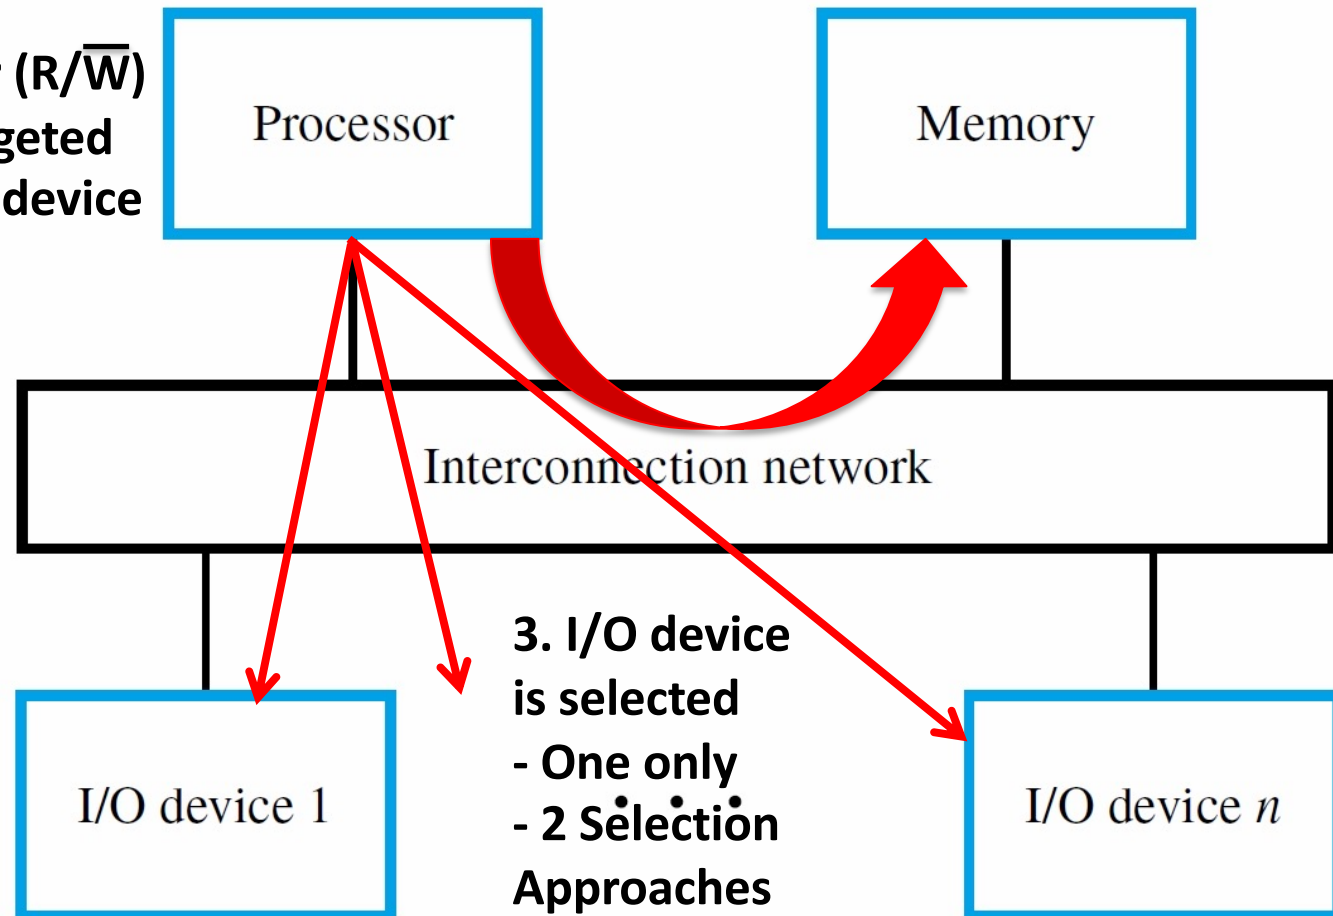 (R/W̅)
geted
device
Processor
Memory
Interconnection network
3. I/O device
is selected
- One only
- 2 Selection
Approaches
I/O device 1
. . .
I/O device n